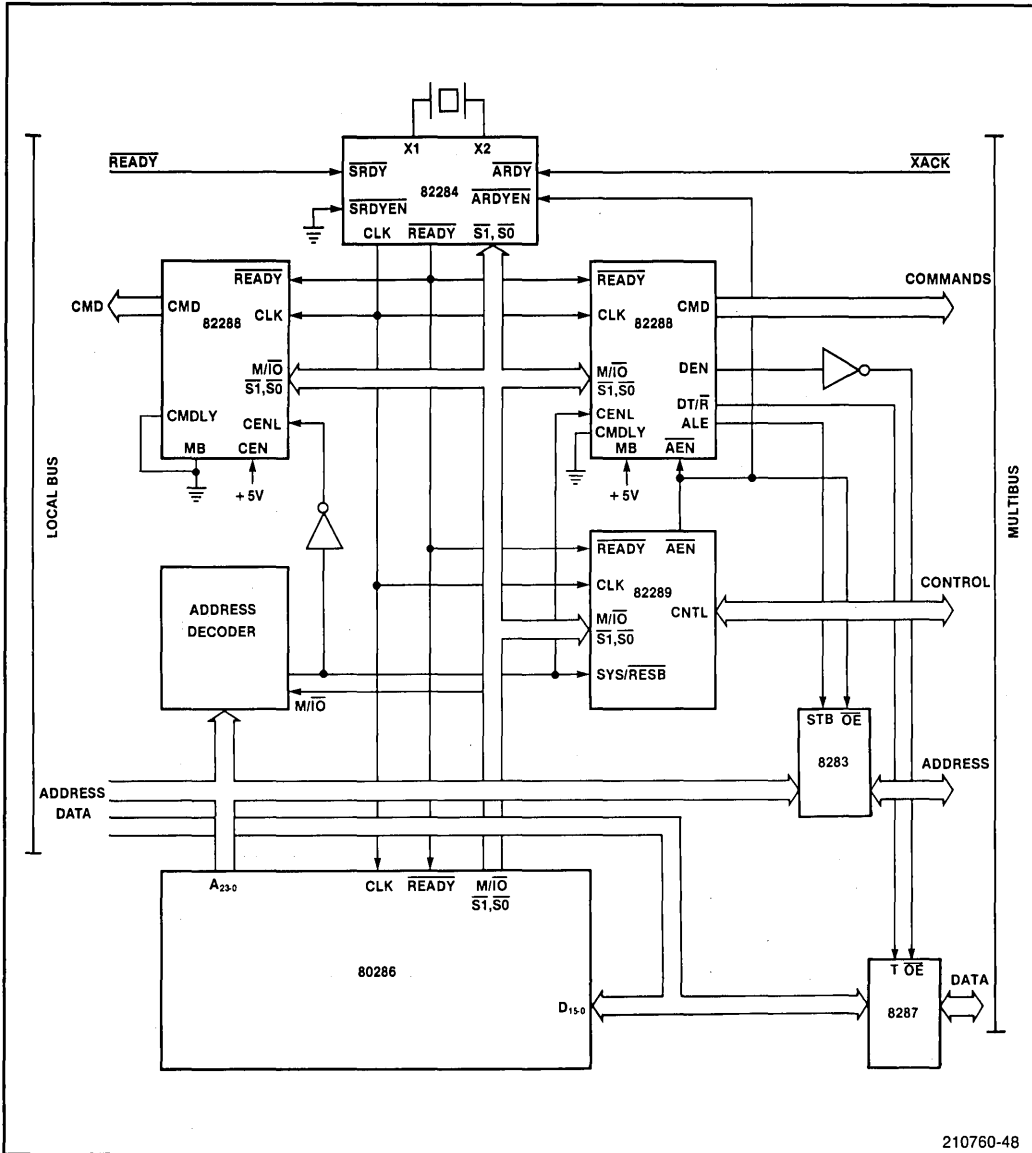 X1 X2
READY
SRDY
ARDY
XACK
82284
SRDYEN
ARDYEN
CLK READY S1, S0
READY
CMD
CMD
82288
CLK
M/IO
S1,S0
CMDLY
CENL
MB CEN
+5V
READY
CMD
COMMANDS
82288
CLK
DEN
M/IO
S1,S0
DT/R
CENL
ALE
CMDLY
MB AEN
+5V
LOCAL BUS
MULTIBUS
ADDRESS
DECODER
M/IO
READY AEN
CLK
82289
CNTL
CONTROL
M/IO
S1,S0
SYS/RESB
STB OE
8283
ADDRESS
ADDRESS
DATA
A23-0
CLK READY M/IO
S1,S0
80286
D15-0
T OE
DATA
8287
210760-48